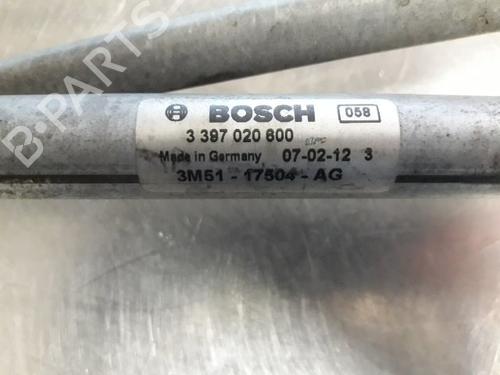 BOSCH 058
3 397 020 600
Made in Germany 07-02-12 3
3M51 - 17504 - AG
B-PARTS